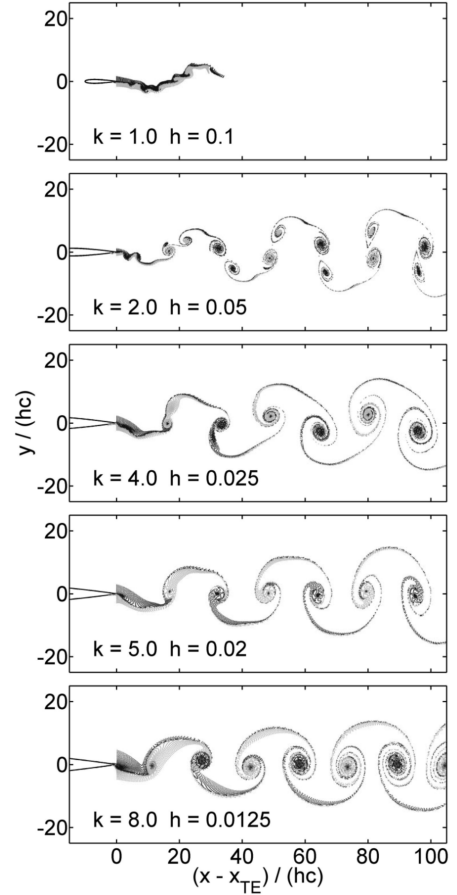 20
0
-20
k = 1.0 h = 0.1
20
0
-20
k = 2.0 h = 0.05
20
0
-20
k = 4.0 h = 0.025
y / (hc)
20
0
-20
k = 5.0 h = 0.02
20
0
-20
k = 8.0 h = 0.0125
0 20 40 60 80 100
(x - x_TE) / (hc)